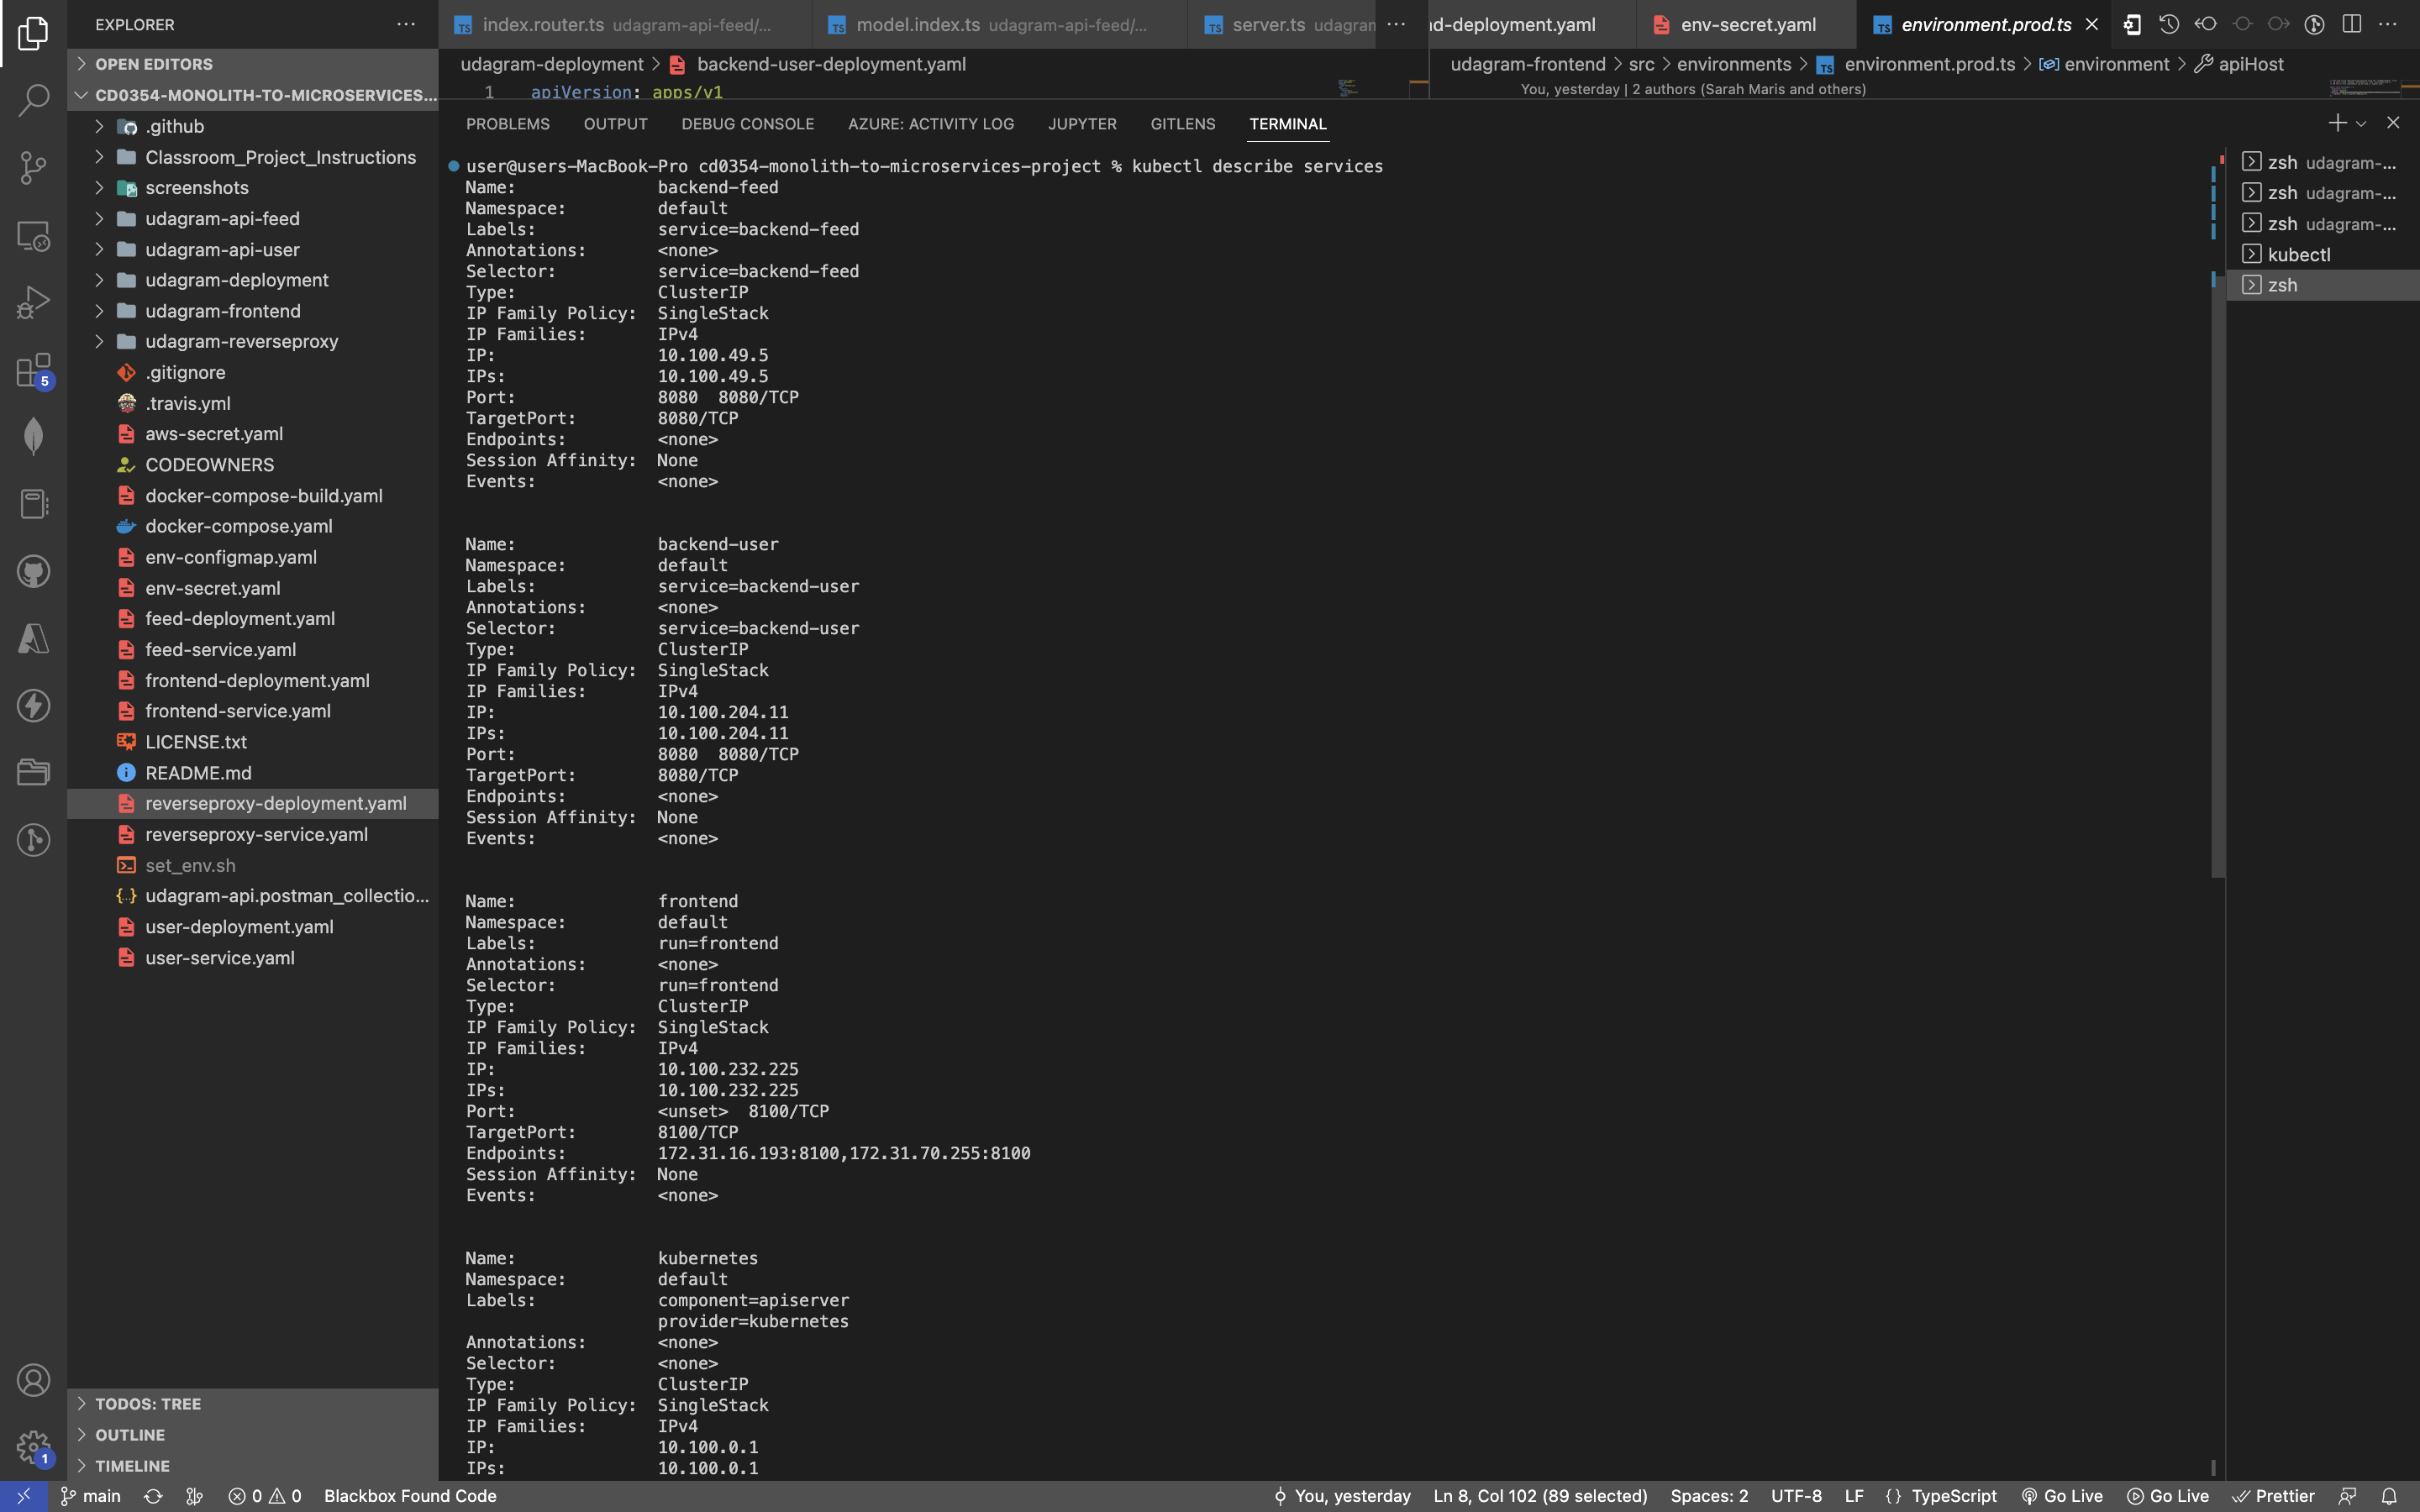 EXPLORER
OPEN EDITORS
CD0354-MONOLITH-TO-MICROSERVICES...
.github
Classroom_Project_Instructions
screenshots
udagram-api-feed
udagram-api-user
udagram-deployment
udagram-frontend
udagram-reverseproxy
.gitignore
.travis.yml
aws-secret.yaml
CODEOWNERS
docker-compose-build.yaml
docker-compose.yaml
env-configmap.yaml
env-secret.yaml
feed-deployment.yaml
feed-service.yaml
frontend-deployment.yaml
frontend-service.yaml
LICENSE.txt
README.md
reverseproxy-deployment.yaml
reverseproxy-service.yaml
set_env.sh
udagram-api.postman_collectio...
user-deployment.yaml
user-service.yaml
TODOS: TREE
OUTLINE
TIMELINE
5
1
TS index.router.ts udagram-api-feed/...
TS model.index.ts udagram-api-feed/...
TS server.ts udagram
d-deployment.yaml
env-secret.yaml
TS environment.prod.ts
udagram-deployment > backend-user-deployment.yaml
1 apiVersion: apps/v1
udagram-frontend > src > environments > TS environment.prod.ts > environment > apiHost
You, yesterday | 2 authors (Sarah Maris and others)
PROBLEMS OUTPUT DEBUG CONSOLE AZURE: ACTIVITY LOG JUPYTER GITLENS TERMINAL
user@users-MacBook-Pro cd0354-monolith-to-microservices-project % kubectl describe services
Name: backend-feed
Namespace: default
Labels: service=backend-feed
Annotations: <none>
Selector: service=backend-feed
Type: ClusterIP
IP Family Policy: SingleStack
IP Families: IPv4
IP: 10.100.49.5
IPs: 10.100.49.5
Port: 8080 8080/TCP
TargetPort: 8080/TCP
Endpoints: <none>
Session Affinity: None
Events: <none>
Name: backend-user
Namespace: default
Labels: service=backend-user
Annotations: <none>
Selector: service=backend-user
Type: ClusterIP
IP Family Policy: SingleStack
IP Families: IPv4
IP: 10.100.204.11
IPs: 10.100.204.11
Port: 8080 8080/TCP
TargetPort: 8080/TCP
Endpoints: <none>
Session Affinity: None
Events: <none>
Name: frontend
Namespace: default
Labels: run=frontend
Annotations: <none>
Selector: run=frontend
Type: ClusterIP
IP Family Policy: SingleStack
IP Families: IPv4
IP: 10.100.232.225
IPs: 10.100.232.225
Port: <unset> 8100/TCP
TargetPort: 8100/TCP
Endpoints: 172.31.16.193:8100,172.31.70.255:8100
Session Affinity: None
Events: <none>
Name: kubernetes
Namespace: default
Labels: component=apiserver
provider=kubernetes
Annotations: <none>
Selector: <none>
Type: ClusterIP
IP Family Policy: SingleStack
IP Families: IPv4
IP: 10.100.0.1
IPs: 10.100.0.1
zsh udagram-...
zsh udagram-...
zsh udagram-...
kubectl
zsh
main 0 0 Blackbox Found Code
You, yesterday Ln 8, Col 102 (89 selected) Spaces: 2 UTF-8 LF {} TypeScript Go Live Go Live Prettier